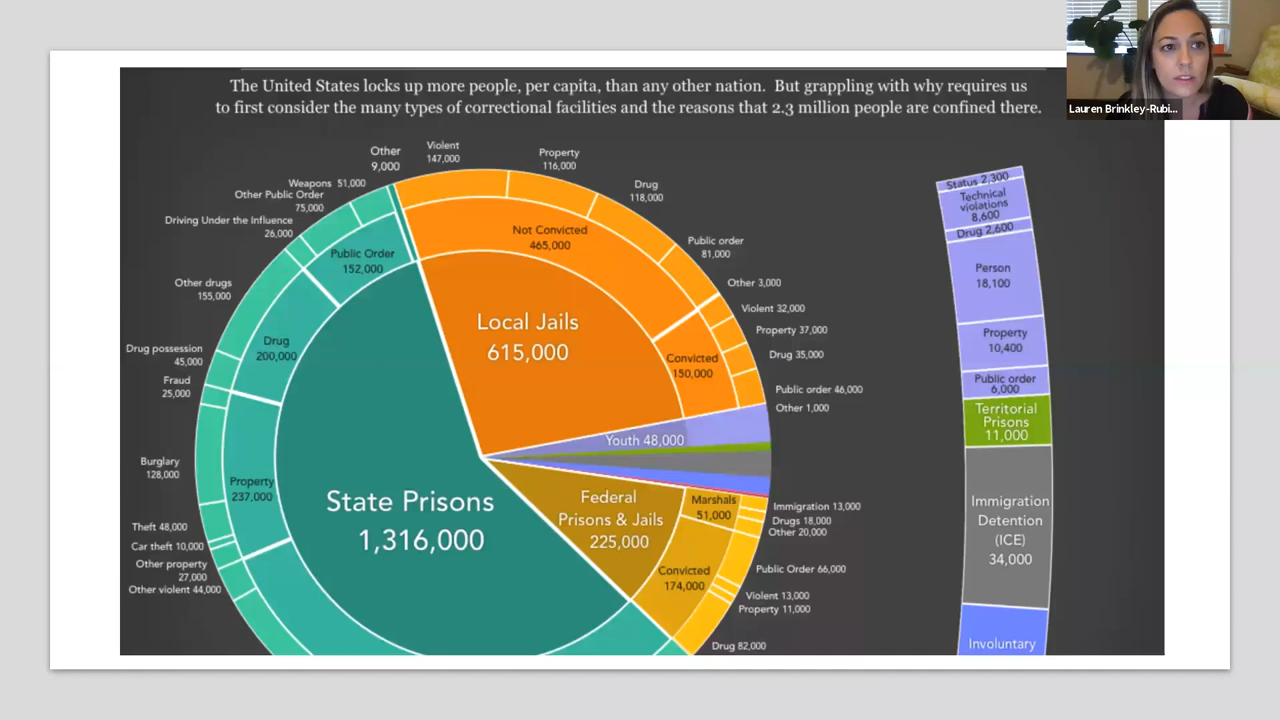 The United States locks up more people, per capita, than any other nation. But grappling with why requires us
to first consider the many types of correctional facilities and the reasons that 2.3 million people are confined there.
Lauren Brinkley-Rubi...
Other
9,000
Violent
147,000
Property
116,000
Drug
118,000
Public order
81,000
Other 3,000
Violent 32,000
Property 37,000
Drug 35,000
Public order 46,000
Other 1,000
Weapons 51,000
Other Public Order
75,000
Driving Under the Influence
26,000
Other drugs
155,000
Drug possession
45,000
Fraud
25,000
Burglary
128,000
Theft 48,000
Car theft 10,000
Other property
27,000
Other violent 44,000
Public Order
152,000
Drug
200,000
Property
237,000
State Prisons
1,316,000
Not Convicted
465,000
Local Jails
615,000
Convicted
150,000
Youth 48,000
Federal
Prisons & Jails
225,000
Marshals
51,000
Convicted
174,000
Immigration 13,000
Drugs 18,000
Other 20,000
Public Order 66,000
Violent 13,000
Property 11,000
Drug 82,000
Status 2,300
Technical
violations
8,600
Drug 2,600
Person
18,100
Property
10,400
Public order
6,000
Territorial
Prisons
11,000
Immigration
Detention
(ICE)
34,000
Involuntary